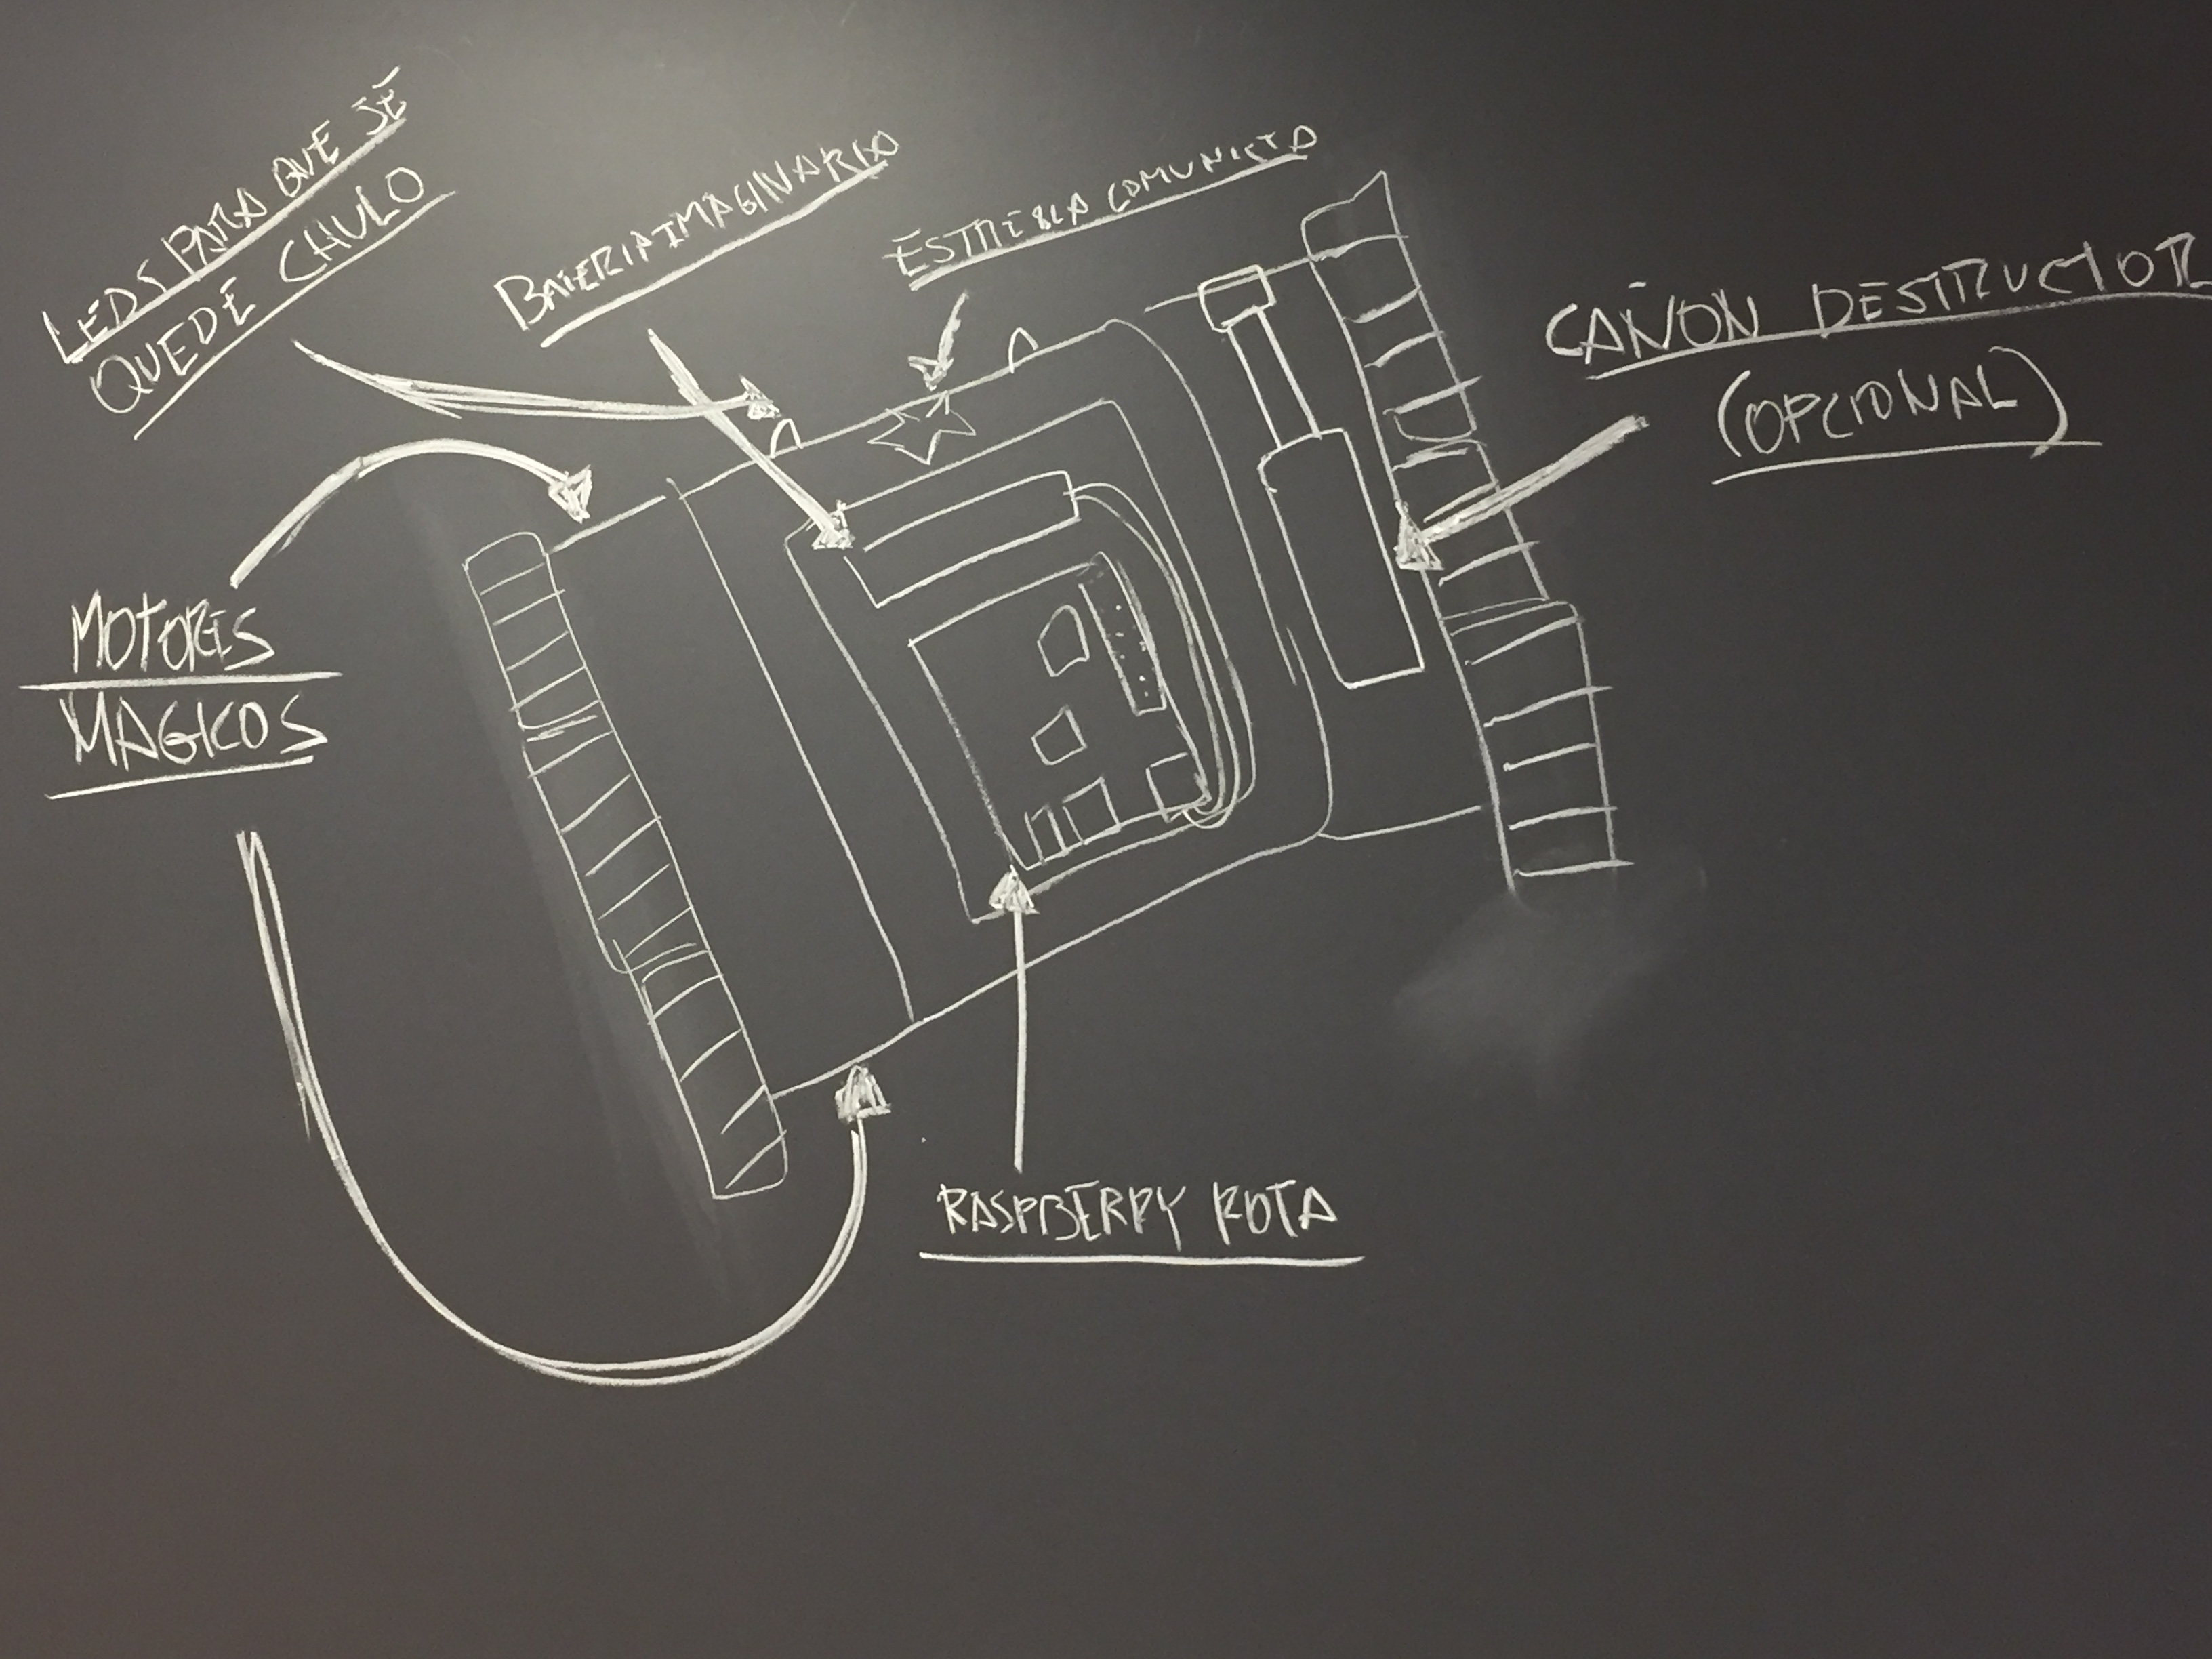 LEDS PARA QUE SE
QUEDE CHULO
BATERIA IMAGINARIO
ESTRELLA COMUNISTA
CAÑON DESTRUCTOR
(OPCIONAL)
MOTORES
MAGICOS
RASPBERRY ROTA